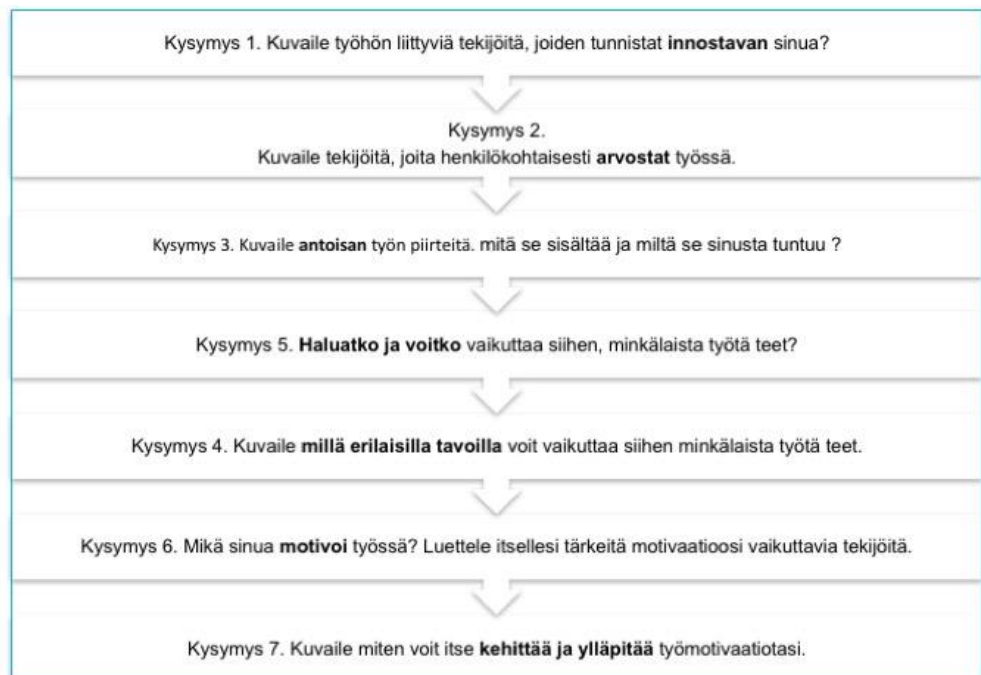 Kysymys 1. Kuvaile työhön liittyviä tekijöitä, joiden tunnistat innostavan sinua?
Kysymys 2.
Kuvaile tekijöitä, joita henkilökohtaisesti arvostat työssä.
Kysymys 3. Kuvaile antoisan työn piirteitä. mitä se sisältää ja miltä se sinusta tuntuu ?
Kysymys 5. Haluatko ja voitko vaikuttaa siihen, minkälaista työtä teet?
Kysymys 4. Kuvaile millä erilaisilla tavoilla voit vaikuttaa siihen minkälaista työtä teet.
Kysymys 6. Mikä sinua motivoi työssä? Luettele itsellesi tärkeitä motivaatioosi vaikuttavia tekijöitä.
Kysymys 7. Kuvaile miten voit itse kehittää ja ylläpitää työmotivaatiotasi.